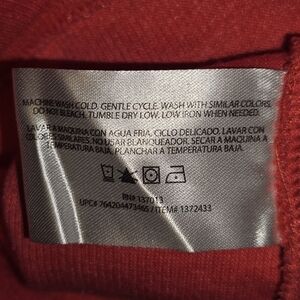 MACHINE WASH COLD. GENTLE CYCLE. WASH WITH SIMILAR COLORS.
DO NOT BLEACH. TUMBLE DRY LOW. LOW IRON WHEN NEEDED.
LAVAR A MAQUINA CON AGUA FRIA. CICLO DELICADO. LAVAR CON
COLORES SIMILARES. NO USAR BLANQUEADOR. SECAR A MAQUINA A
TEMPERATURA BAJA. PLANCHAR A TEMPERATURA BAJA.
RN# 137013
UPC# 764204473465 / ITEM# 1372433